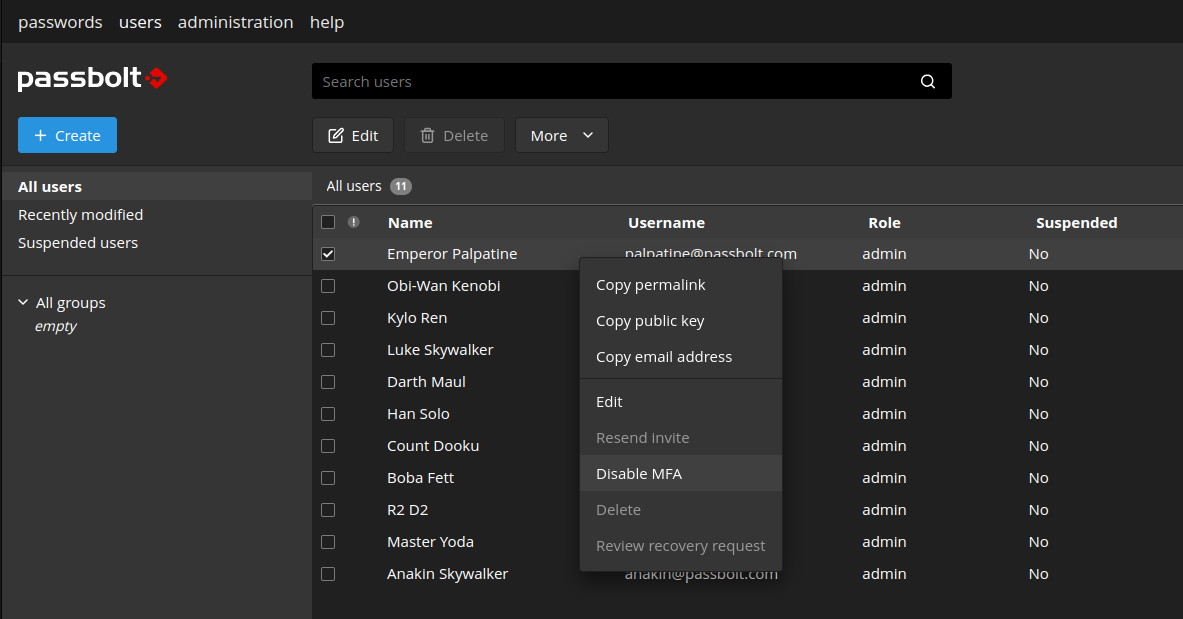 passwords users administration help
passbolt
Search users
+ Create
Edit Delete More
All users
Recently modified
Suspended users
All groups
empty
All users 11
Name Username Role Suspended
Emperor Palpatine palpatine@passbolt.com admin No
Obi-Wan Kenobi admin No
Kylo Ren admin No
Luke Skywalker admin No
Darth Maul admin No
Han Solo admin No
Count Dooku admin No
Boba Fett admin No
R2 D2 admin No
Master Yoda admin No
Anakin Skywalker anakin@passbolt.com admin No
Copy permalink
Copy public key
Copy email address
Edit
Resend invite
Disable MFA
Delete
Review recovery request